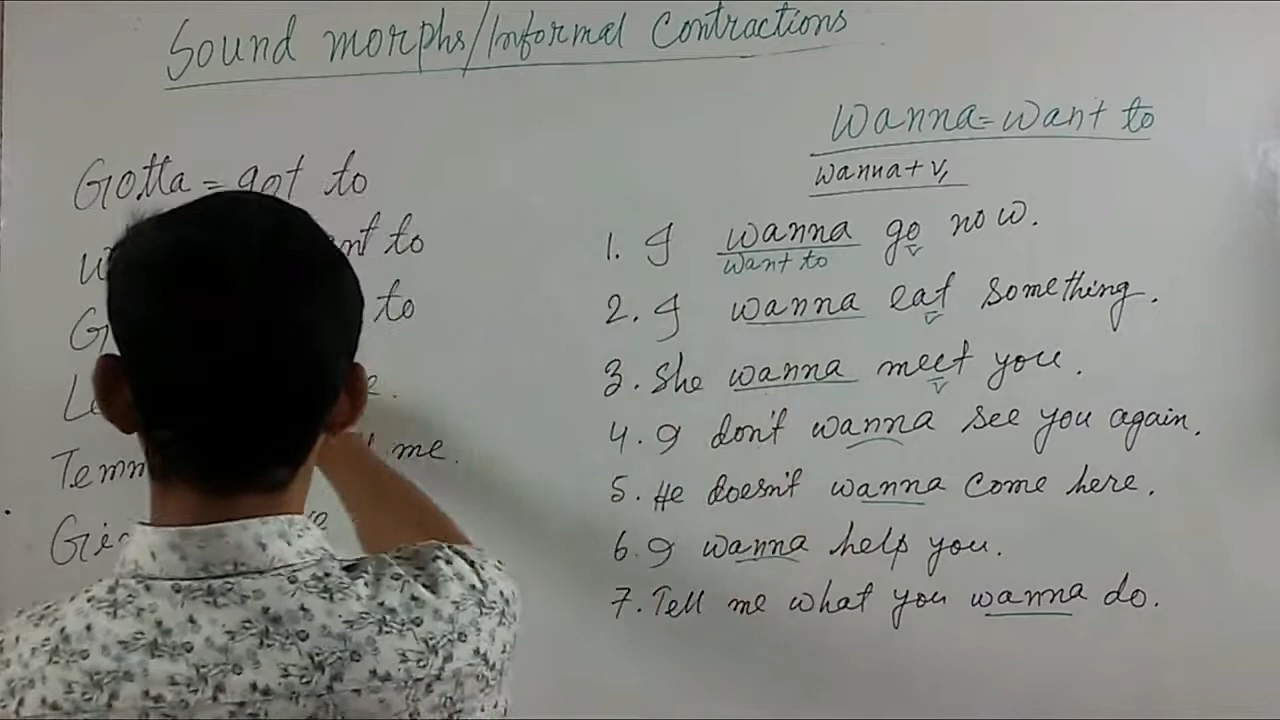 Sound morphs/Informal Contractions
Gotta = got to
to
to
me.
Wanna = want to
wanna + V1
1. I wanna go now.
want to V
2. I wanna eat something.
V
3. She wanna meet you.
V
4. I don't wanna see you again.
5. He doesn't wanna come here.
6. I wanna help you.
7. Tell me what you wanna do.